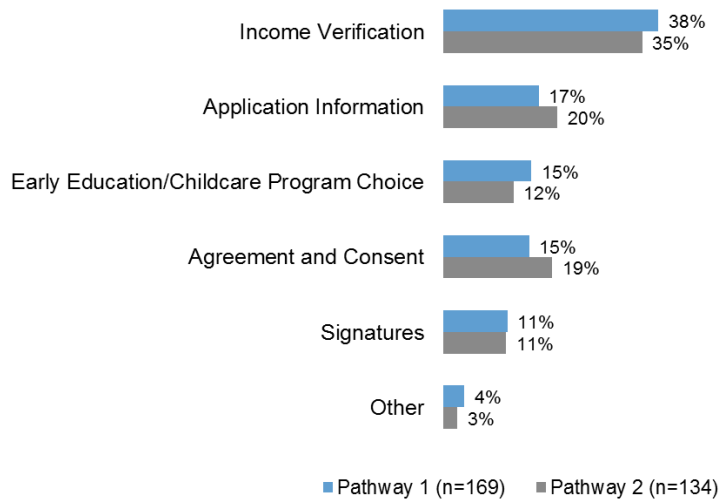 Income Verification
38%
35%
Application Information
17%
20%
Early Education/Childcare Program Choice
15%
12%
Agreement and Consent
15%
19%
Signatures
11%
11%
Other
4%
3%
Pathway 1 (n=169) Pathway 2 (n=134)